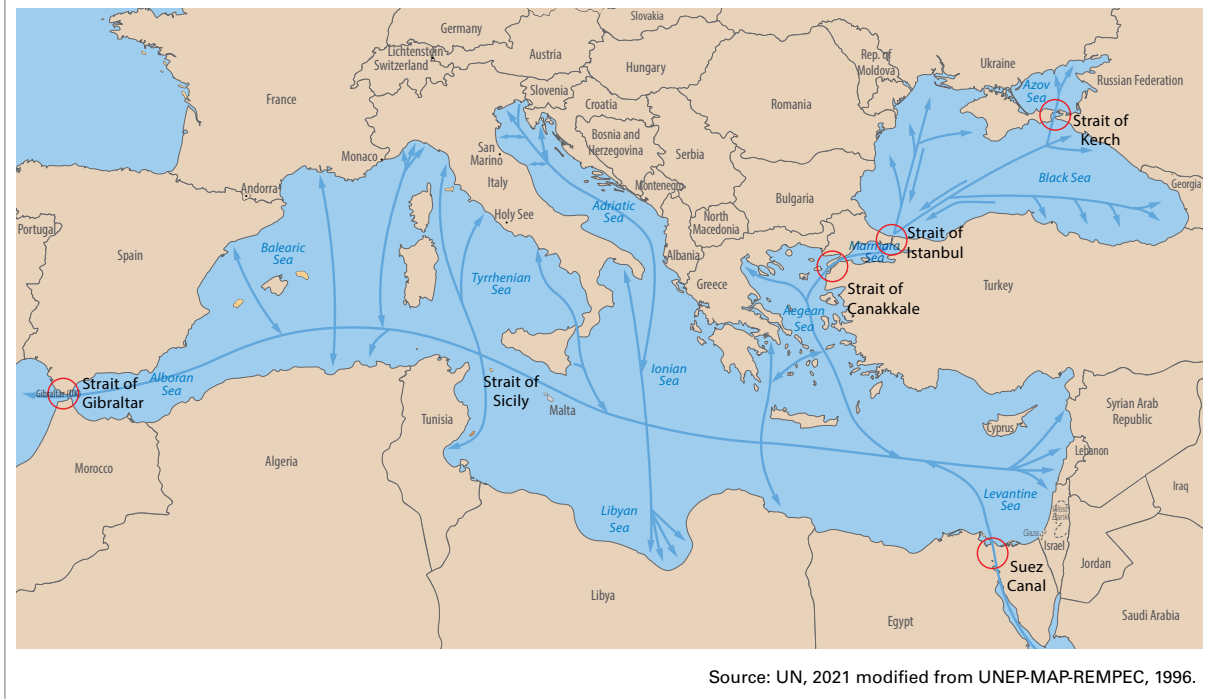 Slovakia
Germany
Ukraine
Austria
Liechtenstein
Switzerland
Rep. of
Moldova
Hungary
Russian Federation
Slovenia
Azov
Sea
France
Croatia
Romania
Strait of
Kerch
Bosnia and
Herzegovina
San
Marino
Serbia
Monaco
Italy
Black Sea
Georgia
Andorra
Montenegro
Bulgaria
Adriatic
Sea
Holy See
North
Macedonia
Portugal
Spain
Balearic
Sea
Strait of
Istanbul
Marmara
Sea
Albania
Tyrrhenian
Sea
Greece
Turkey
Strait of
Çanakkale
Aegean
Sea
Ionian
Sea
Alboran
Sea
Strait of
Gibraltar
Gibraltar (UK)
Strait of
Sicily
Malta
Tunisia
Cyprus
Syrian Arab
Republic
Lebanon
Morocco
Algeria
Iraq
Levantine
Sea
West
Bank
Libyan
Sea
Gaza
Israel
Suez
Canal
Jordan
Libya
Egypt
Saudi Arabia
Source: UN, 2021 modified from UNEP-MAP-REMPEC, 1996.